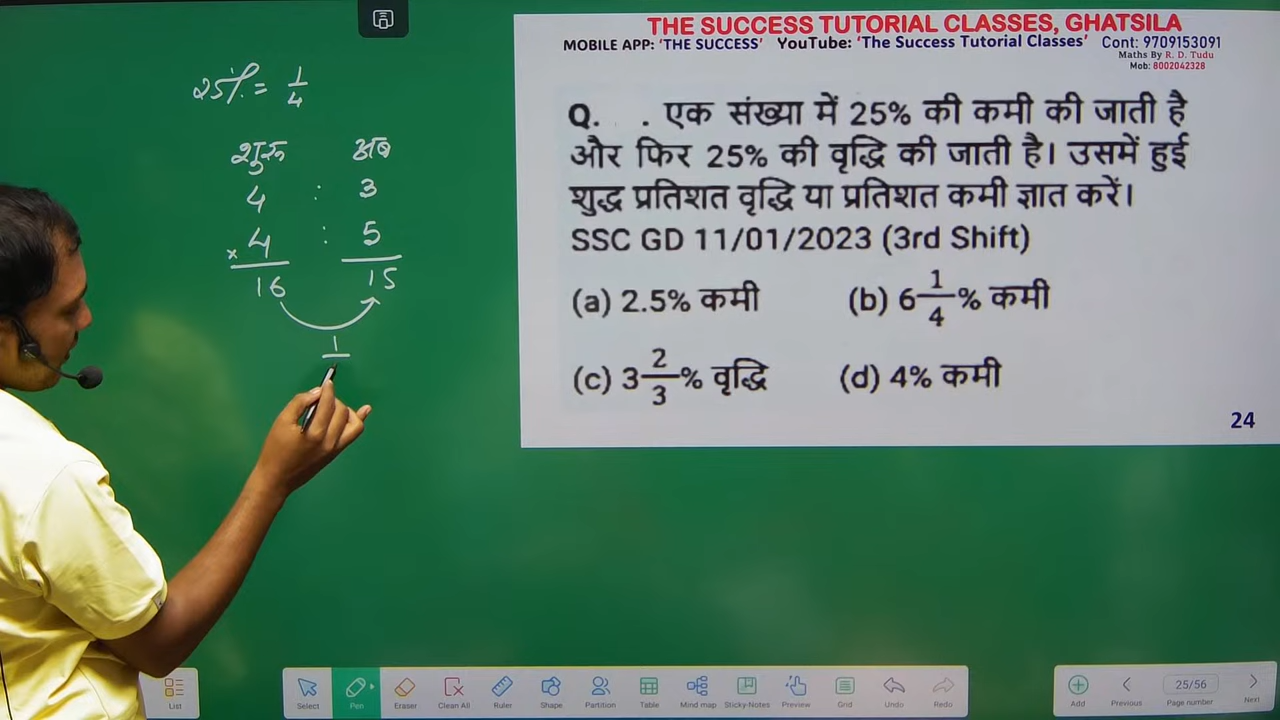 25% = 1/4
शुरु अब
4 : 3
× 4 : 5
16 15
1
THE SUCCESS TUTORIAL CLASSES, GHATSILA
MOBILE APP: 'THE SUCCESS' YouTube: 'The Success Tutorial Classes' Cont: 9709153091
Maths By R. D. Tudu
Mob: 8002042328
Q. . एक संख्या में 25% की कमी की जाती है
और फिर 25% की वृद्धि की जाती है। उसमें हुई
शुद्ध प्रतिशत वृद्धि या प्रतिशत कमी ज्ञात करें।
SSC GD 11/01/2023 (3rd Shift)
(a) 2.5% कमी (b) 6 1/4 % कमी
(c) 3 2/3 % वृद्धि (d) 4% कमी
24
List Select Pen Eraser Clean All Ruler Shape Partition Table Mind map Sticky-Notes Preview Grid Undo Redo Add Previous 25/56 Page number Next